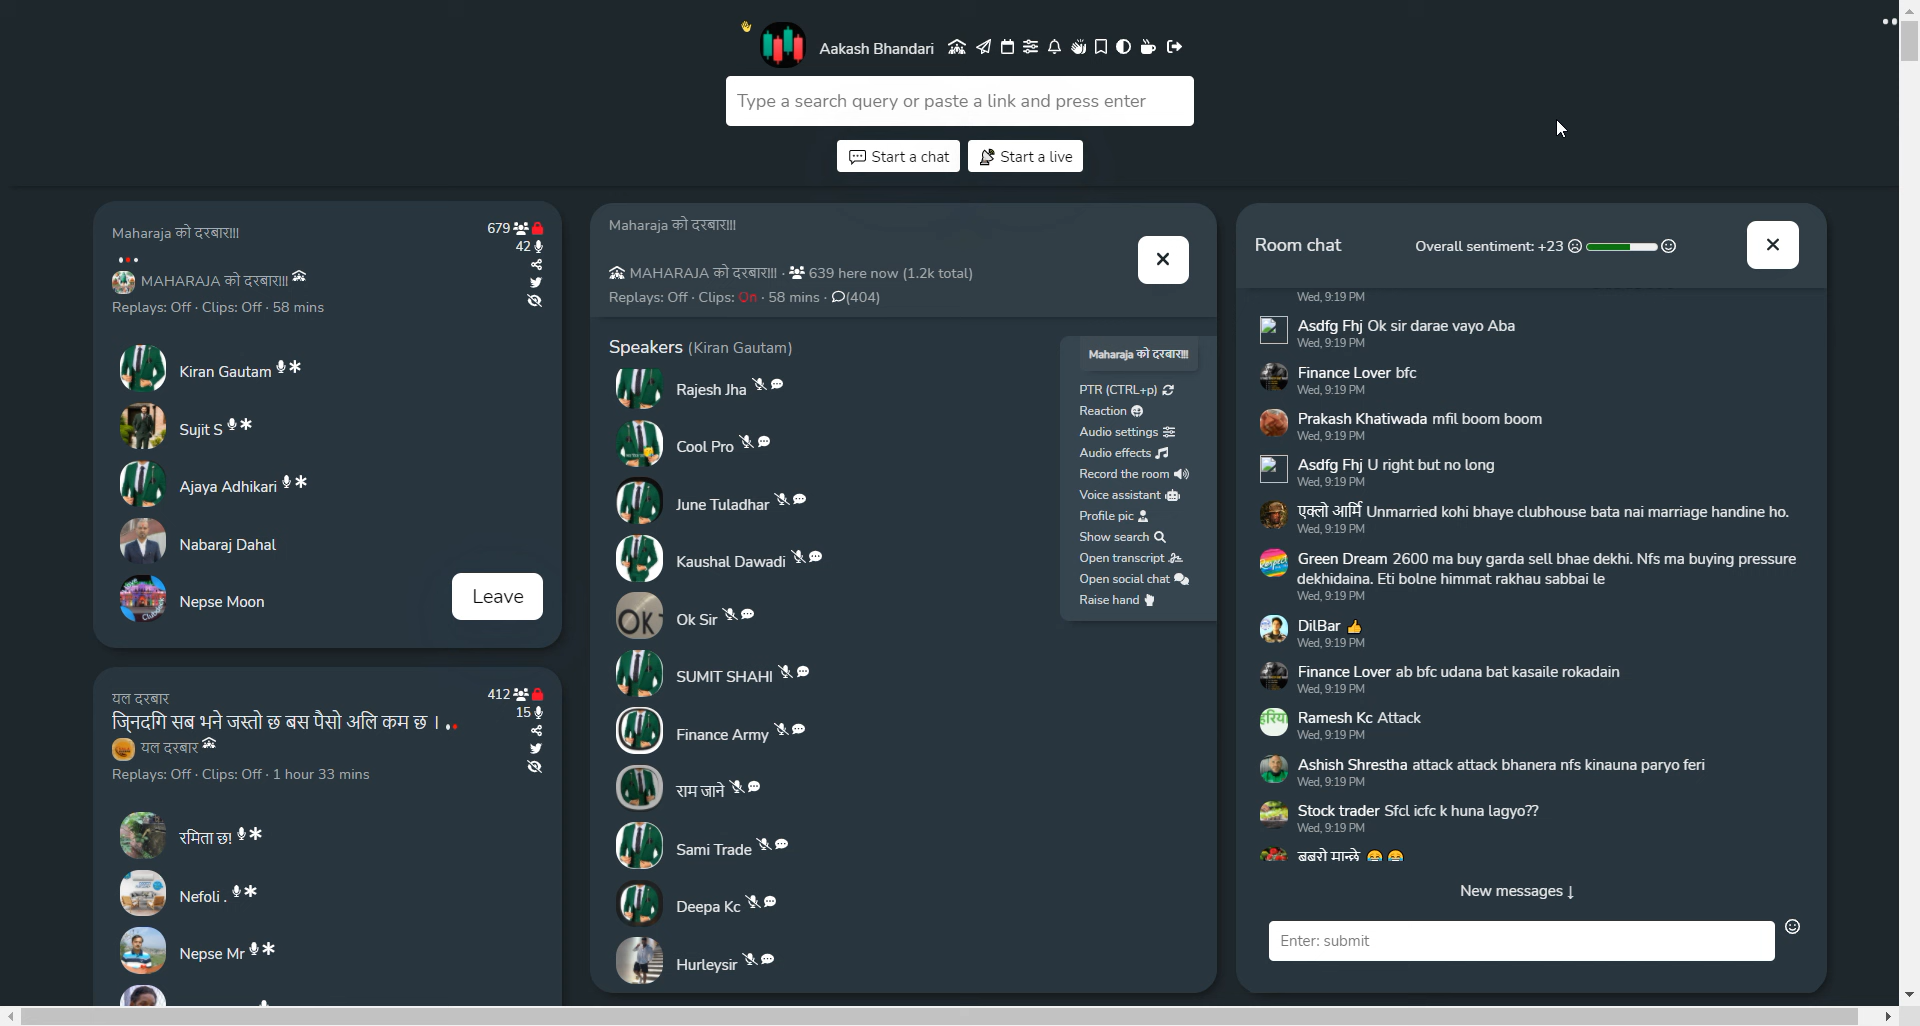 Aakash Bhandari
Type a search query or paste a link and press enter
Start a chat
Start a live
Maharaja को दरबार!!!
679
42
MAHARAJA को दरबार!!!
Replays: Off · Clips: Off · 58 mins
Kiran Gautam
Sujit S
Ajaya Adhikari
Nabaraj Dahal
Nepse Moon
Leave
यल दरबार
412
15
जि्नदगि सब भने जस्तो छ बस पैसो अलि कम छ ।
यल दरबार
Replays: Off · Clips: Off · 1 hour 33 mins
रमिता छ!
Nefoli .
Nepse Mr
Maharaja को दरबार!!!
MAHARAJA को दरबार!!! · 639 here now (1.2k total)
Replays: Off · Clips: On · 58 mins · (404)
Speakers (Kiran Gautam)
Rajesh Jha
Cool Pro
June Tuladhar
Kaushal Dawadi
OK
Ok Sir
SUMIT SHAHI
Finance Army
राम जाने
Sami Trade
Deepa Kc
Hurleysir
Maharaja को दरबार!!!
PTR (CTRL+p)
Reaction
Audio settings
Audio effects
Record the room
Voice assistant
Profile pic
Show search
Open transcript
Open social chat
Raise hand
Room chat
Overall sentiment: +23
Wed, 9:19 PM
Asdfg Fhj Ok sir darae vayo Aba
Wed, 9:19 PM
Finance Lover bfc
Wed, 9:19 PM
Prakash Khatiwada mfil boom boom
Wed, 9:19 PM
Asdfg Fhj U right but no long
Wed, 9:19 PM
एक्लो आर्मि Unmarried kohi bhaye clubhouse bata nai marriage handine ho.
Wed, 9:19 PM
Green Dream 2600 ma buy garda sell bhae dekhi. Nfs ma buying pressure
dekhidaina. Eti bolne himmat rakhau sabbai le
Wed, 9:19 PM
DilBar 👍
Wed, 9:19 PM
Finance Lover ab bfc udana bat kasaile rokadain
Wed, 9:19 PM
Ramesh Kc Attack
Wed, 9:19 PM
Ashish Shrestha attack attack bhanera nfs kinauna paryo feri
Wed, 9:19 PM
Stock trader Sfcl icfc k huna lagyo??
Wed, 9:19 PM
बबरो मान्छे 😂 😂
New messages ↓
Enter: submit